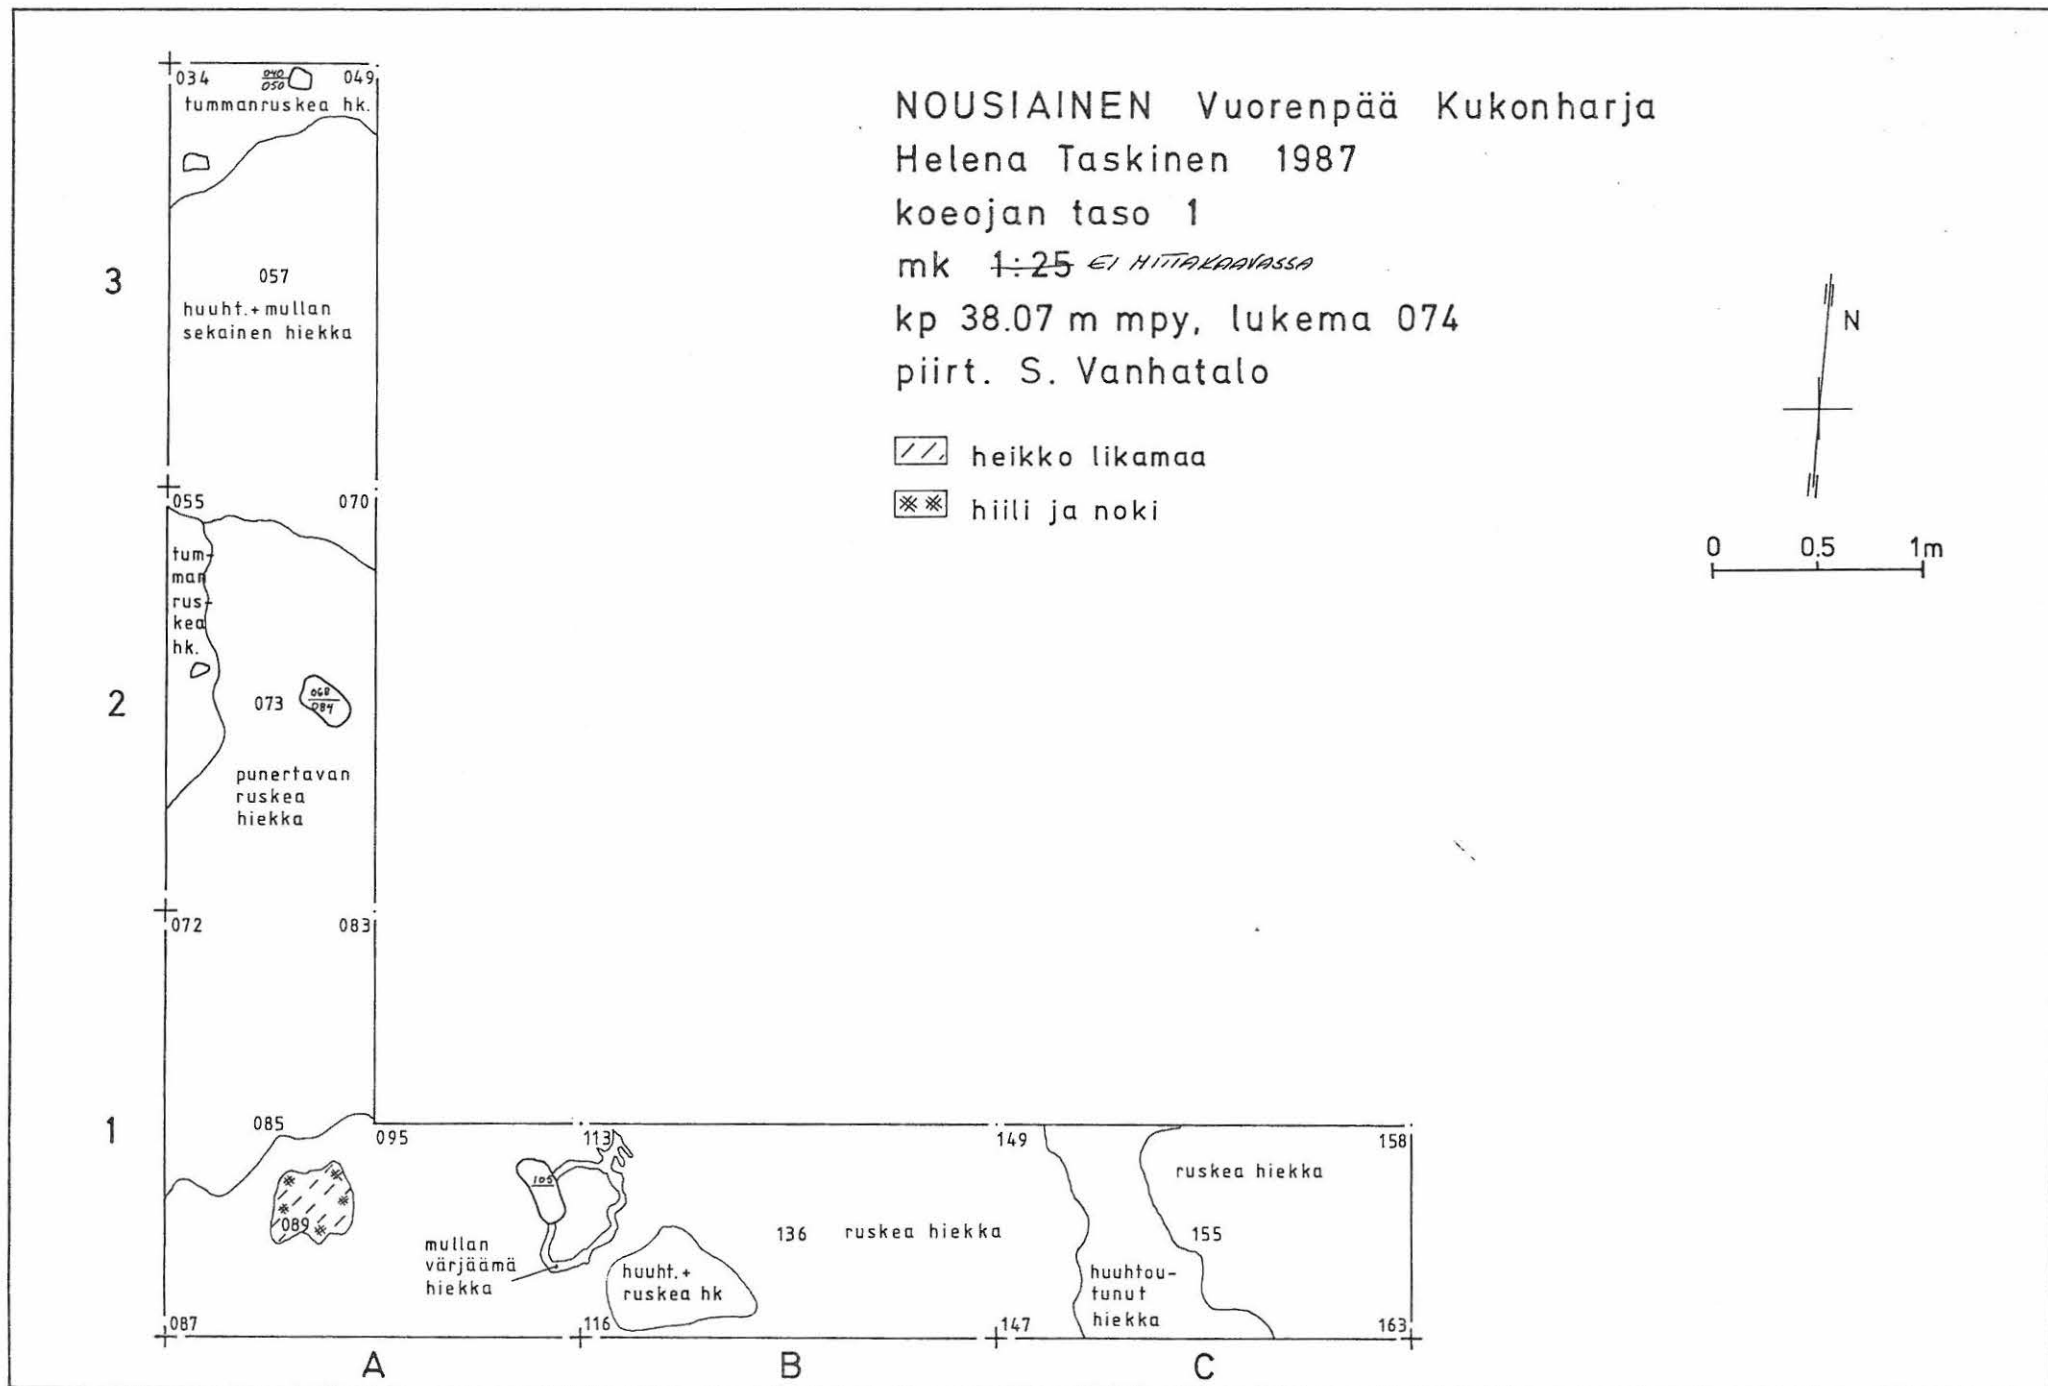 NOUSIAINEN Vuorenpää Kukonharja
Helena Taskinen 1987
koeojan taso 1
mk 1:25 EI MITTAKAAVASSA
kp 38.07 m mpy, lukema 074
piirt. S. Vanhatalo
heikko likamaa
hiili ja noki
N
0 0.5 1m
034 040 049
050
tummanruskea hk.
3
057
huuht.+ mullan
sekainen hiekka
055 070
tum-
man
rus-
kea
hk.
2
073
068
084
punertavan
ruskea
hiekka
072 083
1
085
095 113 149 158
105
ruskea hiekka
089
136 ruskea hiekka
155
mullan
värjäämä
hiekka
huuht.+
ruskea hk
huuhtou-
tunut
hiekka
087 116 147 163
A B C